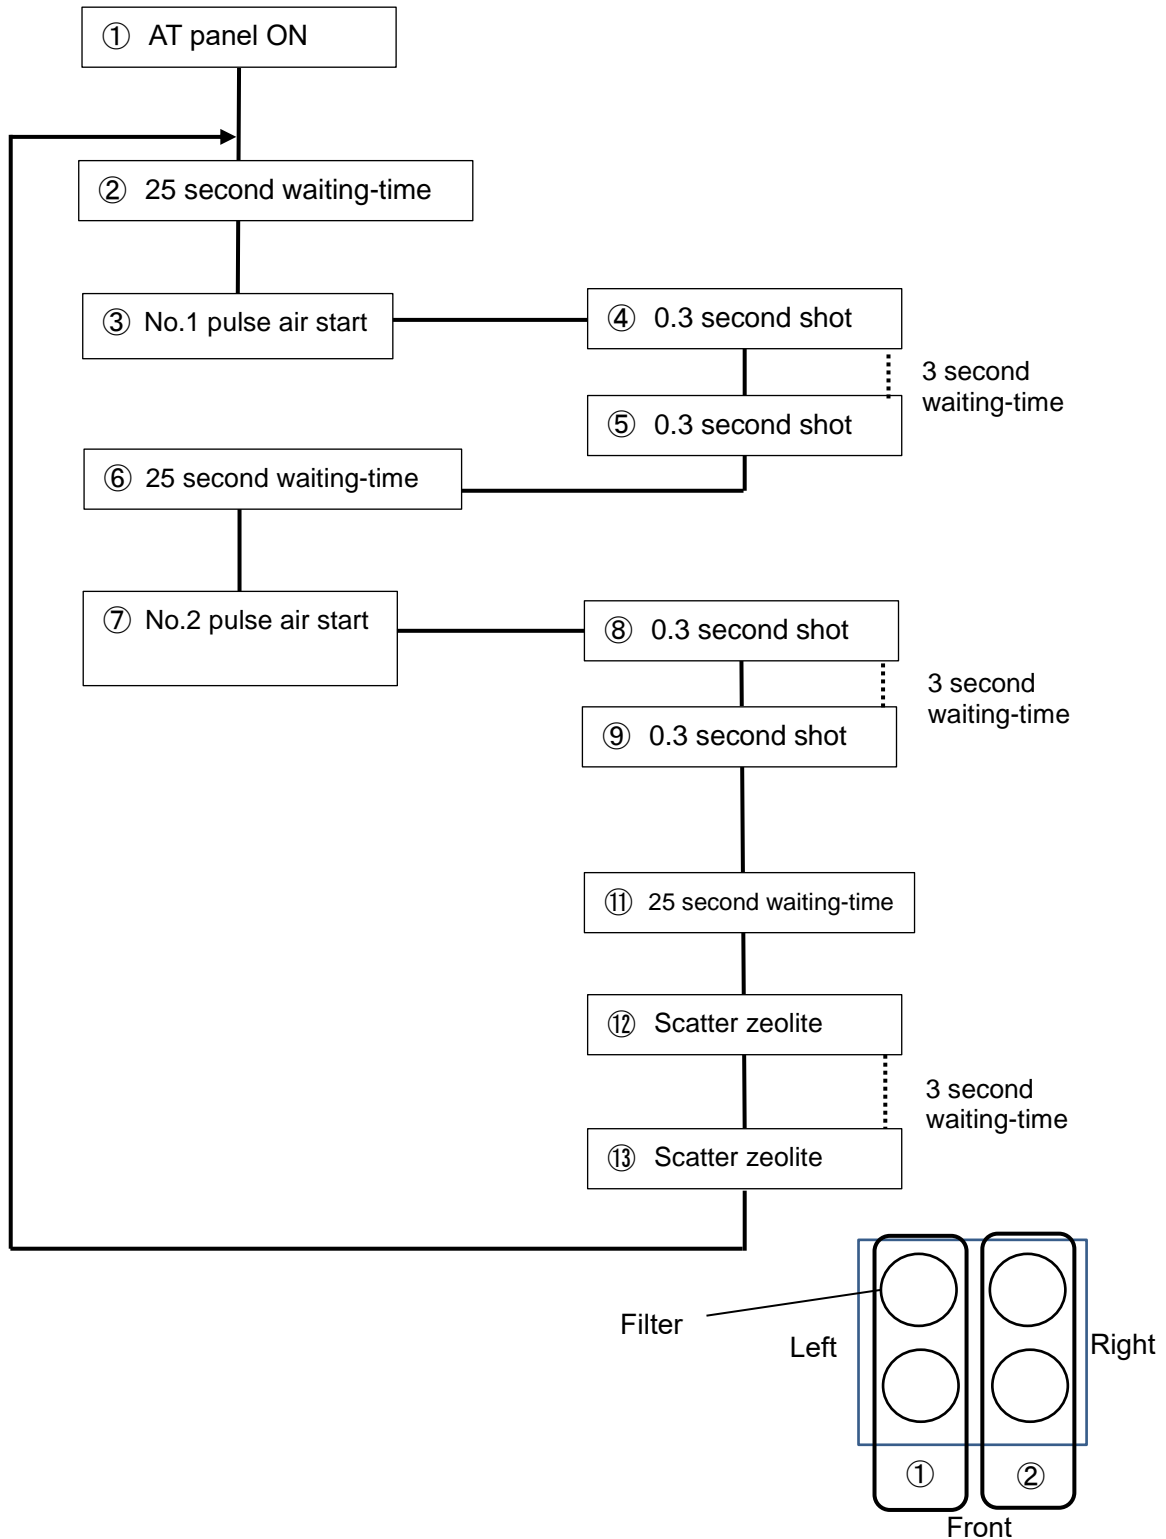 ① AT panel ON
② 25 second waiting-time
③ No.1 pulse air start
④ 0.3 second shot
3 second
waiting-time
⑤ 0.3 second shot
⑥ 25 second waiting-time
⑦ No.2 pulse air start
⑧ 0.3 second shot
3 second
waiting-time
⑨ 0.3 second shot
⑪ 25 second waiting-time
⑫ Scatter zeolite
3 second
waiting-time
⑬ Scatter zeolite
Filter
Left
Right
①
②
Front